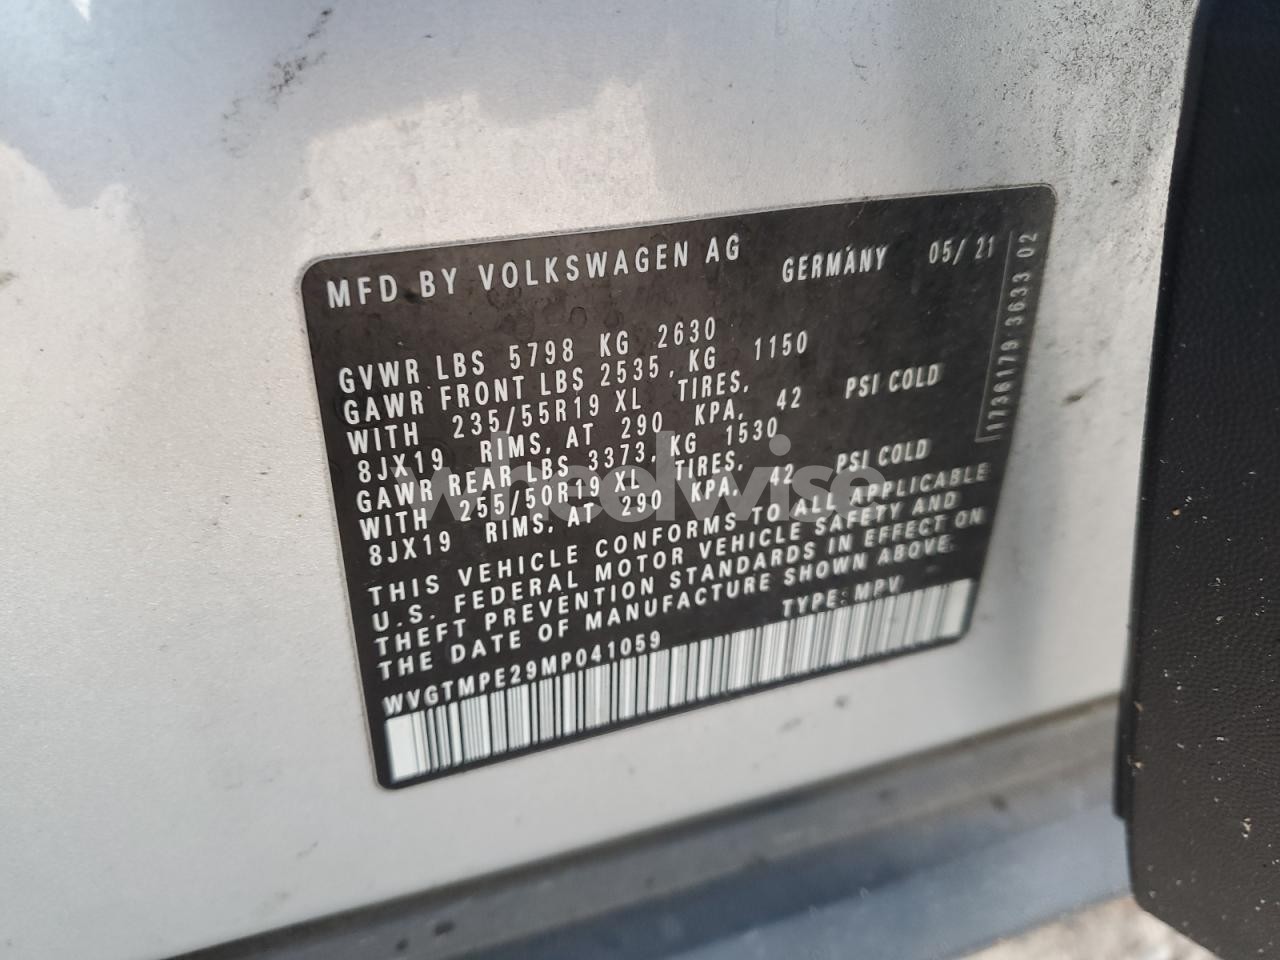 MFD BY VOLKSWAGEN AG GERMANY 05/21
GVWR LBS 5798 KG 2630
GAWR FRONT LBS 2535, KG 1150
WITH 235/55R19 XL TIRES,
8JX19 RIMS, AT 290 KPA, 42 PSI COLD
GAWR REAR LBS 3373, KG 1530
WITH 255/50R19 XL TIRES,
8JX19 RIMS, AT 290 KPA, 42 PSI COLD
THIS VEHICLE CONFORMS TO ALL APPLICABLE
U.S. FEDERAL MOTOR VEHICLE SAFETY AND
THEFT PREVENTION STANDARDS IN EFFECT ON
THE DATE OF MANUFACTURE SHOWN ABOVE.
WVGTMPE29MP041059 TYPE: MPV
1736179 3633 02
wheelwise